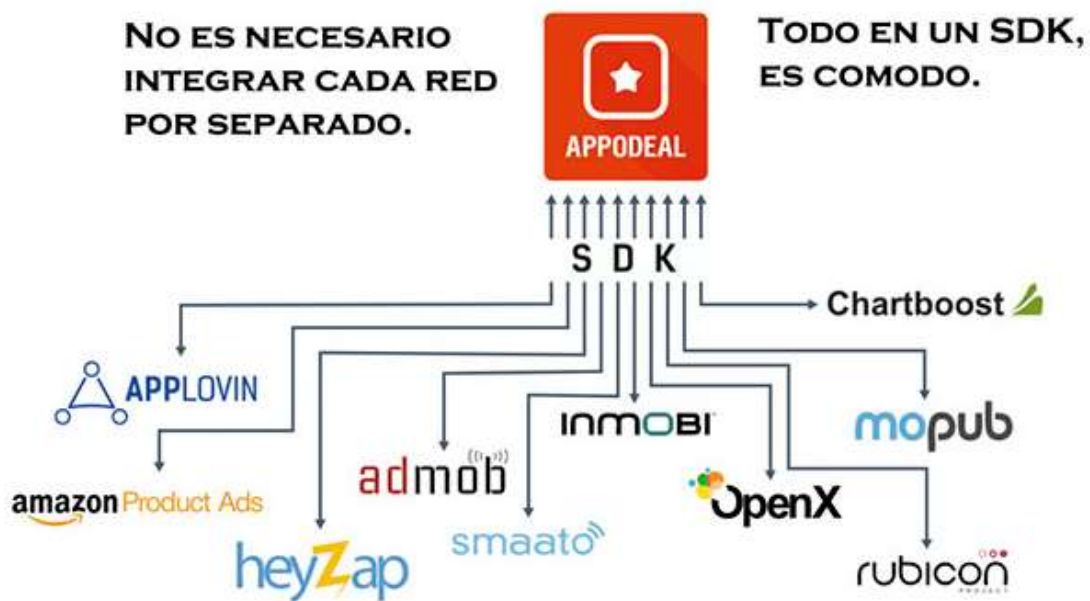 NO ES NECESARIO
INTEGRAR CADA RED
POR SEPARADO.
APPODEAL
TODO EN UN SDK,
ES COMODO.
S D K
Chartboost
APPLOVIN
INMOBI
mopub
admob
amazon Product Ads
OpenX
smaato
heyZap
rubicon
PROJECT